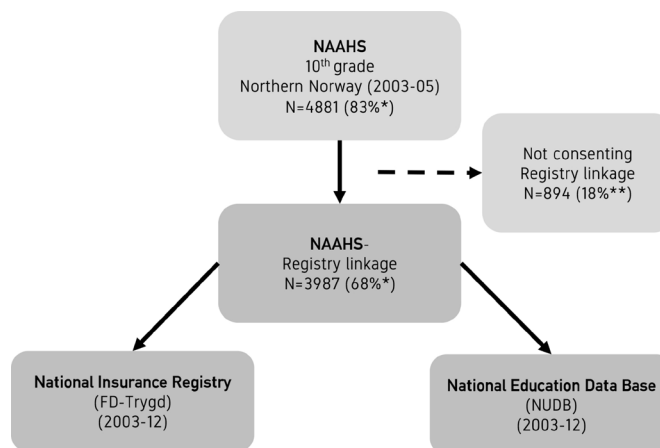 NAAHS
10th grade
Northern Norway (2003-05)
N=4881 (83%*)
Not consenting
Registry linkage
N=894 (18%**)
NAAHS-
Registry linkage
N=3987 (68%*)
National Insurance Registry
(FD-Trygd)
(2003-12)
National Education Data Base
(NUDB)
(2003-12)